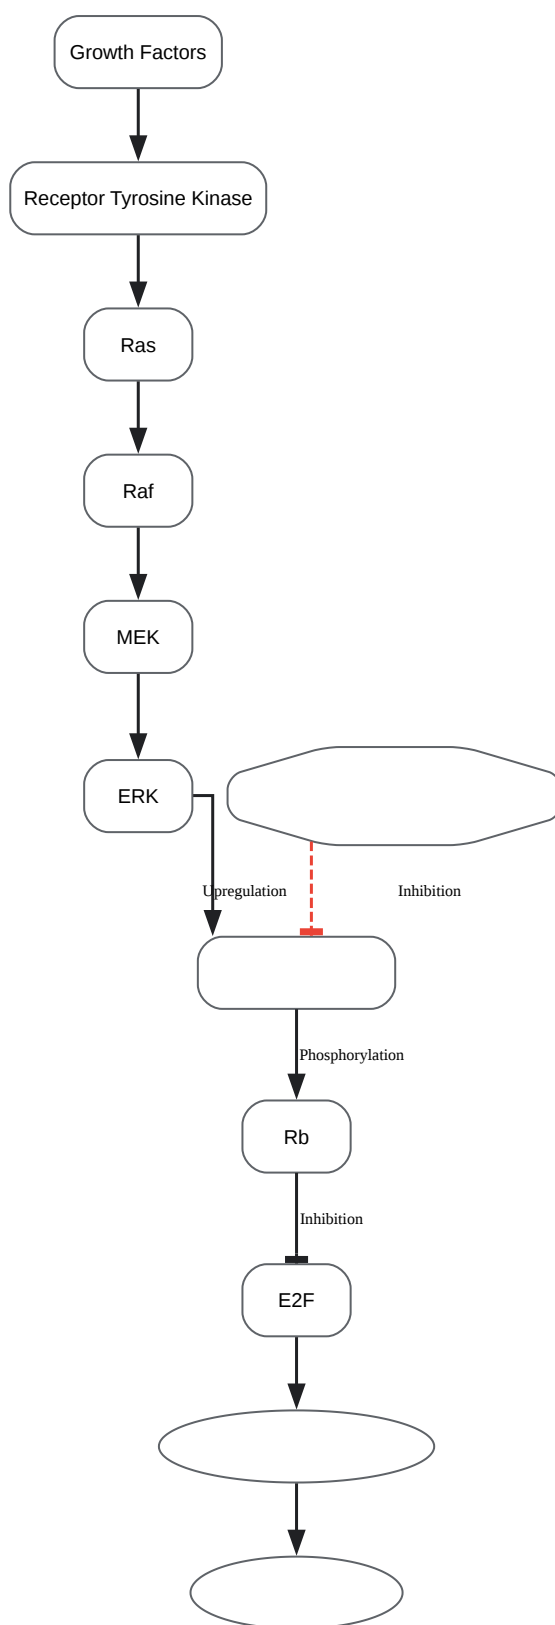 Growth Factors
Receptor Tyrosine Kinase
Ras
Raf
MEK
ERK
Upregulation
Inhibition
Phosphorylation
Rb
Inhibition
E2F